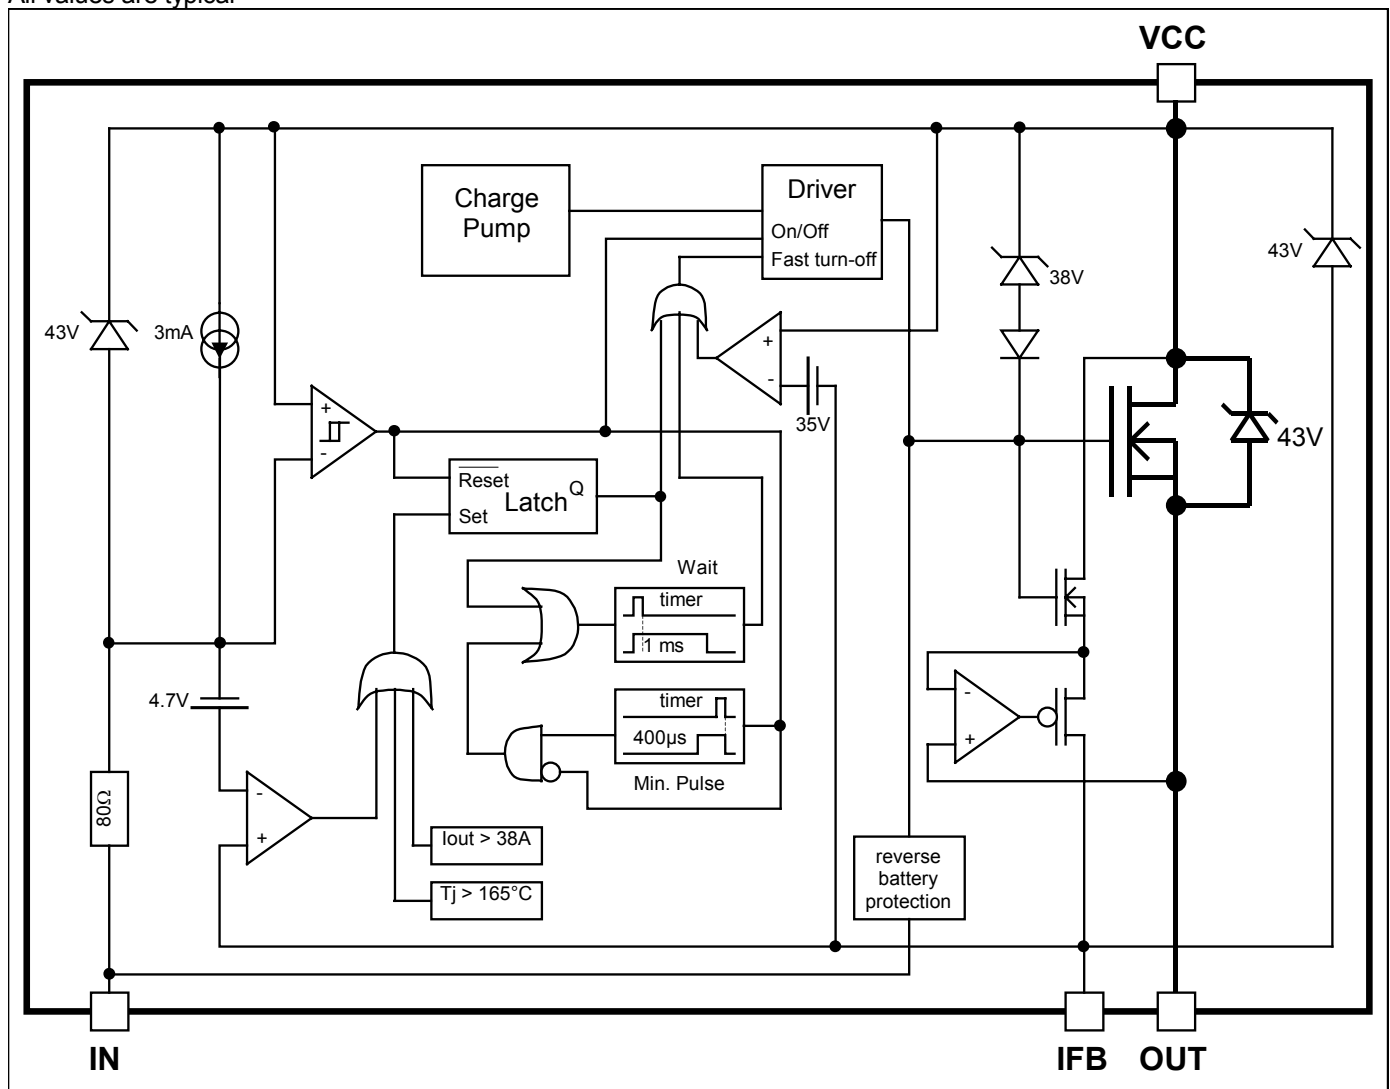 All values are typical
VCC
Charge
Pump
Driver
On/Off
Fast turn-off
43V
3mA
38V
43V
+
-
+
-
35V
43V
Reset
Latch
Q
Set
Wait
timer
1 ms
4.7V
timer
400µs
Min. Pulse
-
+
80Ω
-
+
Iout > 38A
Tj > 165°C
reverse
battery
protection
IN
IFB
OUT